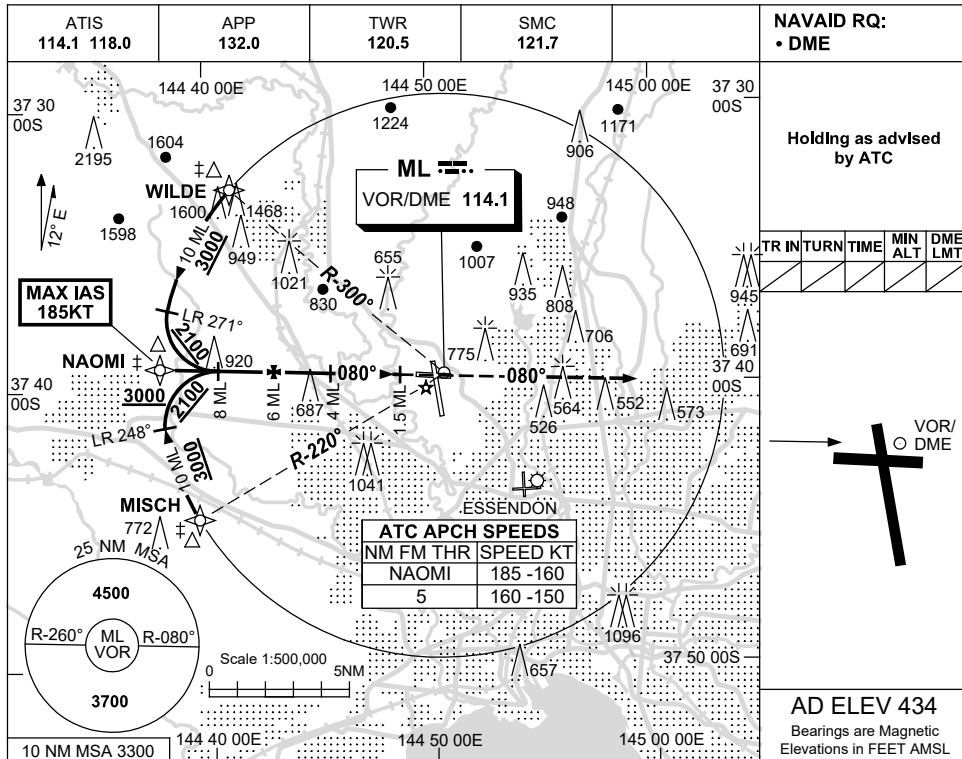 ATIS
114.1 118.0
APP
132.0
TWR
120.5
SMC
121.7
NAVAID RQ:
• DME
Holding as advised
by ATC
TR IN
TURN
TIME
MIN
ALT
DME
LMT
VOR/
DME
AD ELEV 434
Bearings are Magnetic
Elevations in FEET AMSL
144 40 00E
144 50 00E
145 00 00E
37 30
00S
37 30
00S
2195
1604
1224
1171
906
WILDE
1600
1468
ML
VOR/DME 114.1
12° E
1598
10 ML
3000
949
1021
655
948
1007
830
R-300°
935
808
945
MAX IAS
185KT
LR 271°
2100
706
691
NAOMI
920
775
37 40
00S
37 40
00S
3000
2100
8 ML
6 ML
687
4 ML
080°
1.5 ML
080°
526
564
552
573
LR 248°
10 ML
3000
R-220°
1041
MISCH
772
ESSENDON
ATC APCH SPEEDS
NM FM THR
SPEED KT
NAOMI
185 -160
5
160 -150
25 NM MSA
4500
R-260°
ML
VOR
R-080°
3700
Scale 1:500,000
0
5NM
1096
657
37 50 00S
10 NM MSA 3300
144 40 00E
144 50 00E
145 00 00E